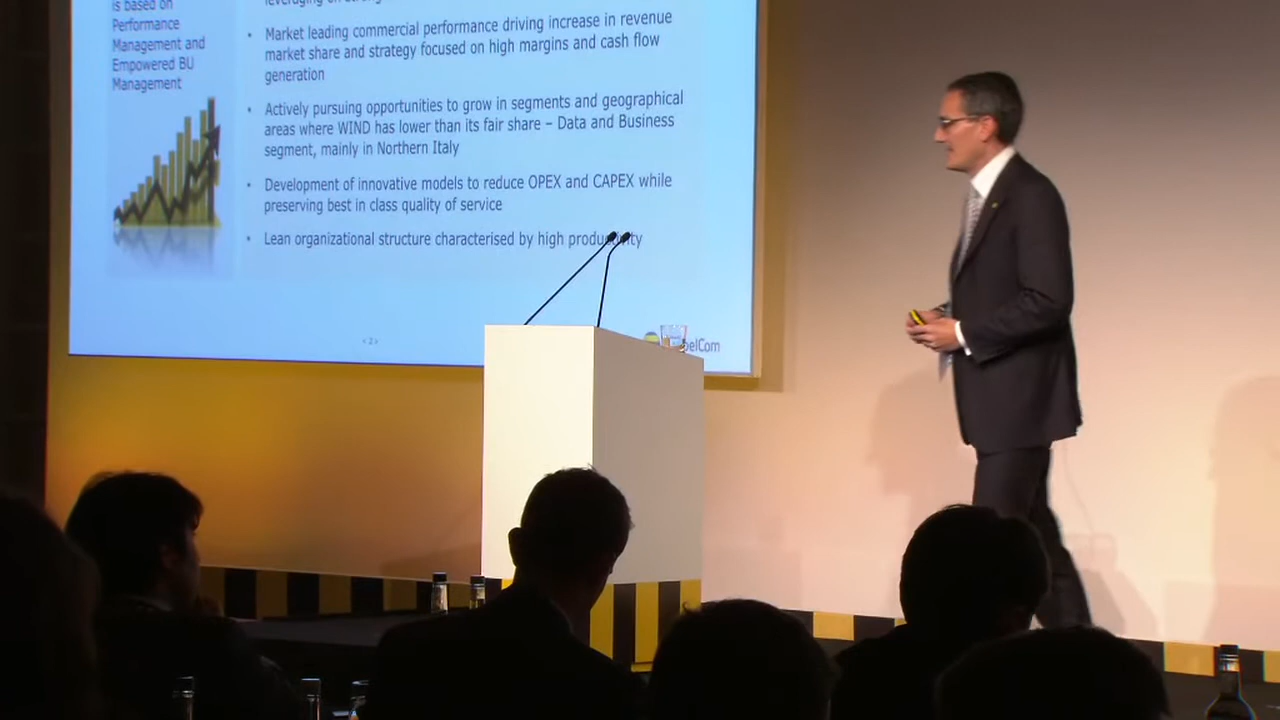 is based on
Performance
Management and
Empowered BU
Management
• Market leading commercial performance driving increase in revenue
market share and strategy focused on high margins and cash flow
generation
• Actively pursuing opportunities to grow in segments and geographical
areas where WIND has lower than its fair share – Data and Business
segment, mainly in Northern Italy
• Development of innovative models to reduce OPEX and CAPEX while
preserving best in class quality of service
• Lean organizational structure characterised by high productivity
‹ 2 ›
elCom